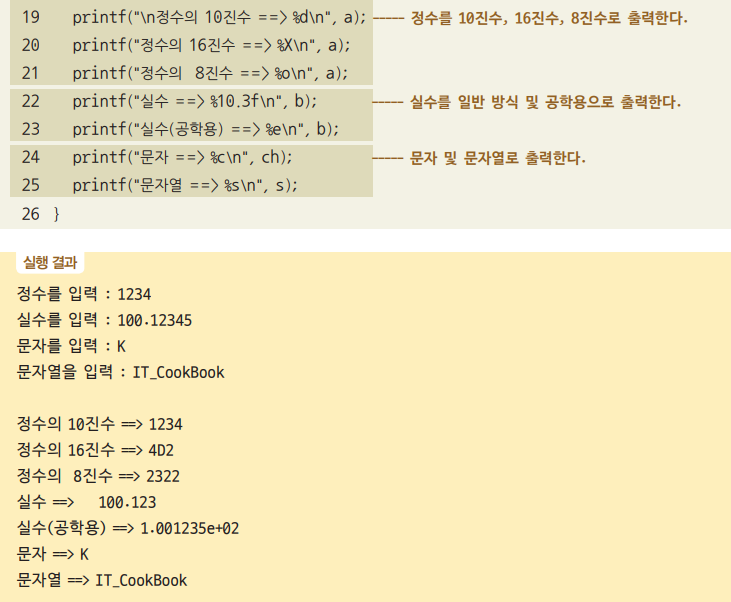 19 printf("\n정수의 10진수 ==> %d\n", a); ----- 정수를 10진수, 16진수, 8진수로 출력한다.
20 printf("정수의 16진수 ==> %X\n", a);
21 printf("정수의  8진수 ==> %o\n", a);
22 printf("실수 ==> %10.3f\n", b); ----- 실수를 일반 방식 및 공학용으로 출력한다.
23 printf("실수(공학용) ==> %e\n", b);
24 printf("문자 ==> %c\n", ch); ----- 문자 및 문자열로 출력한다.
25 printf("문자열 ==> %s\n", s);
26 }
실행 결과
정수를 입력 : 1234
실수를 입력 : 100.12345
문자를 입력 : K
문자열을 입력 : IT_CookBook
정수의 10진수 ==> 1234
정수의 16진수 ==> 4D2
정수의  8진수 ==> 2322
실수 ==>    100.123
실수(공학용) ==> 1.001235e+02
문자 ==> K
문자열 ==> IT_CookBook